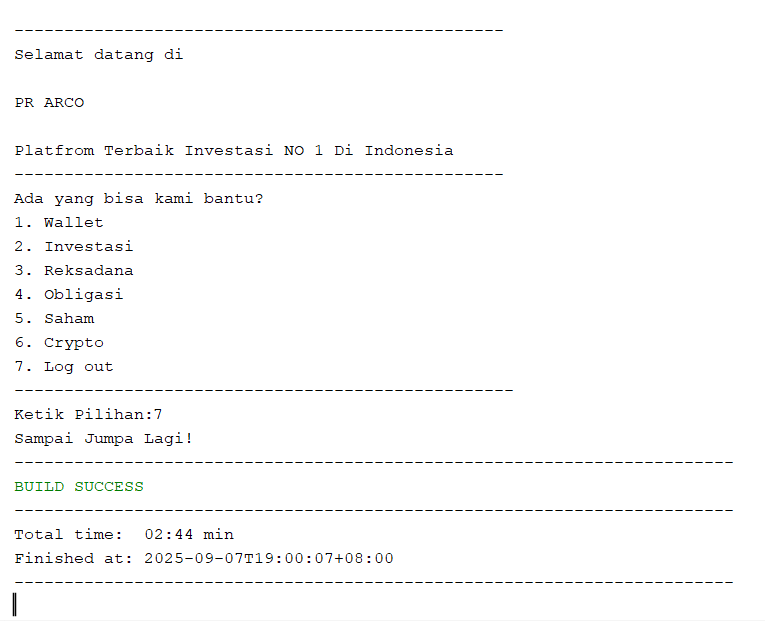 -------------------------------------------------
Selamat datang di
PR ARCO
Platfrom Terbaik Investasi NO 1 Di Indonesia
-------------------------------------------------
Ada yang bisa kami bantu?
1. Wallet
2. Investasi
3. Reksadana
4. Obligasi
5. Saham
6. Crypto
7. Log out
--------------------------------------------------
Ketik Pilihan:7
Sampai Jumpa Lagi!
------------------------------------------------------------------------
BUILD SUCCESS
------------------------------------------------------------------------
Total time:  02:44 min
Finished at: 2025-09-07T19:00:07+08:00
------------------------------------------------------------------------